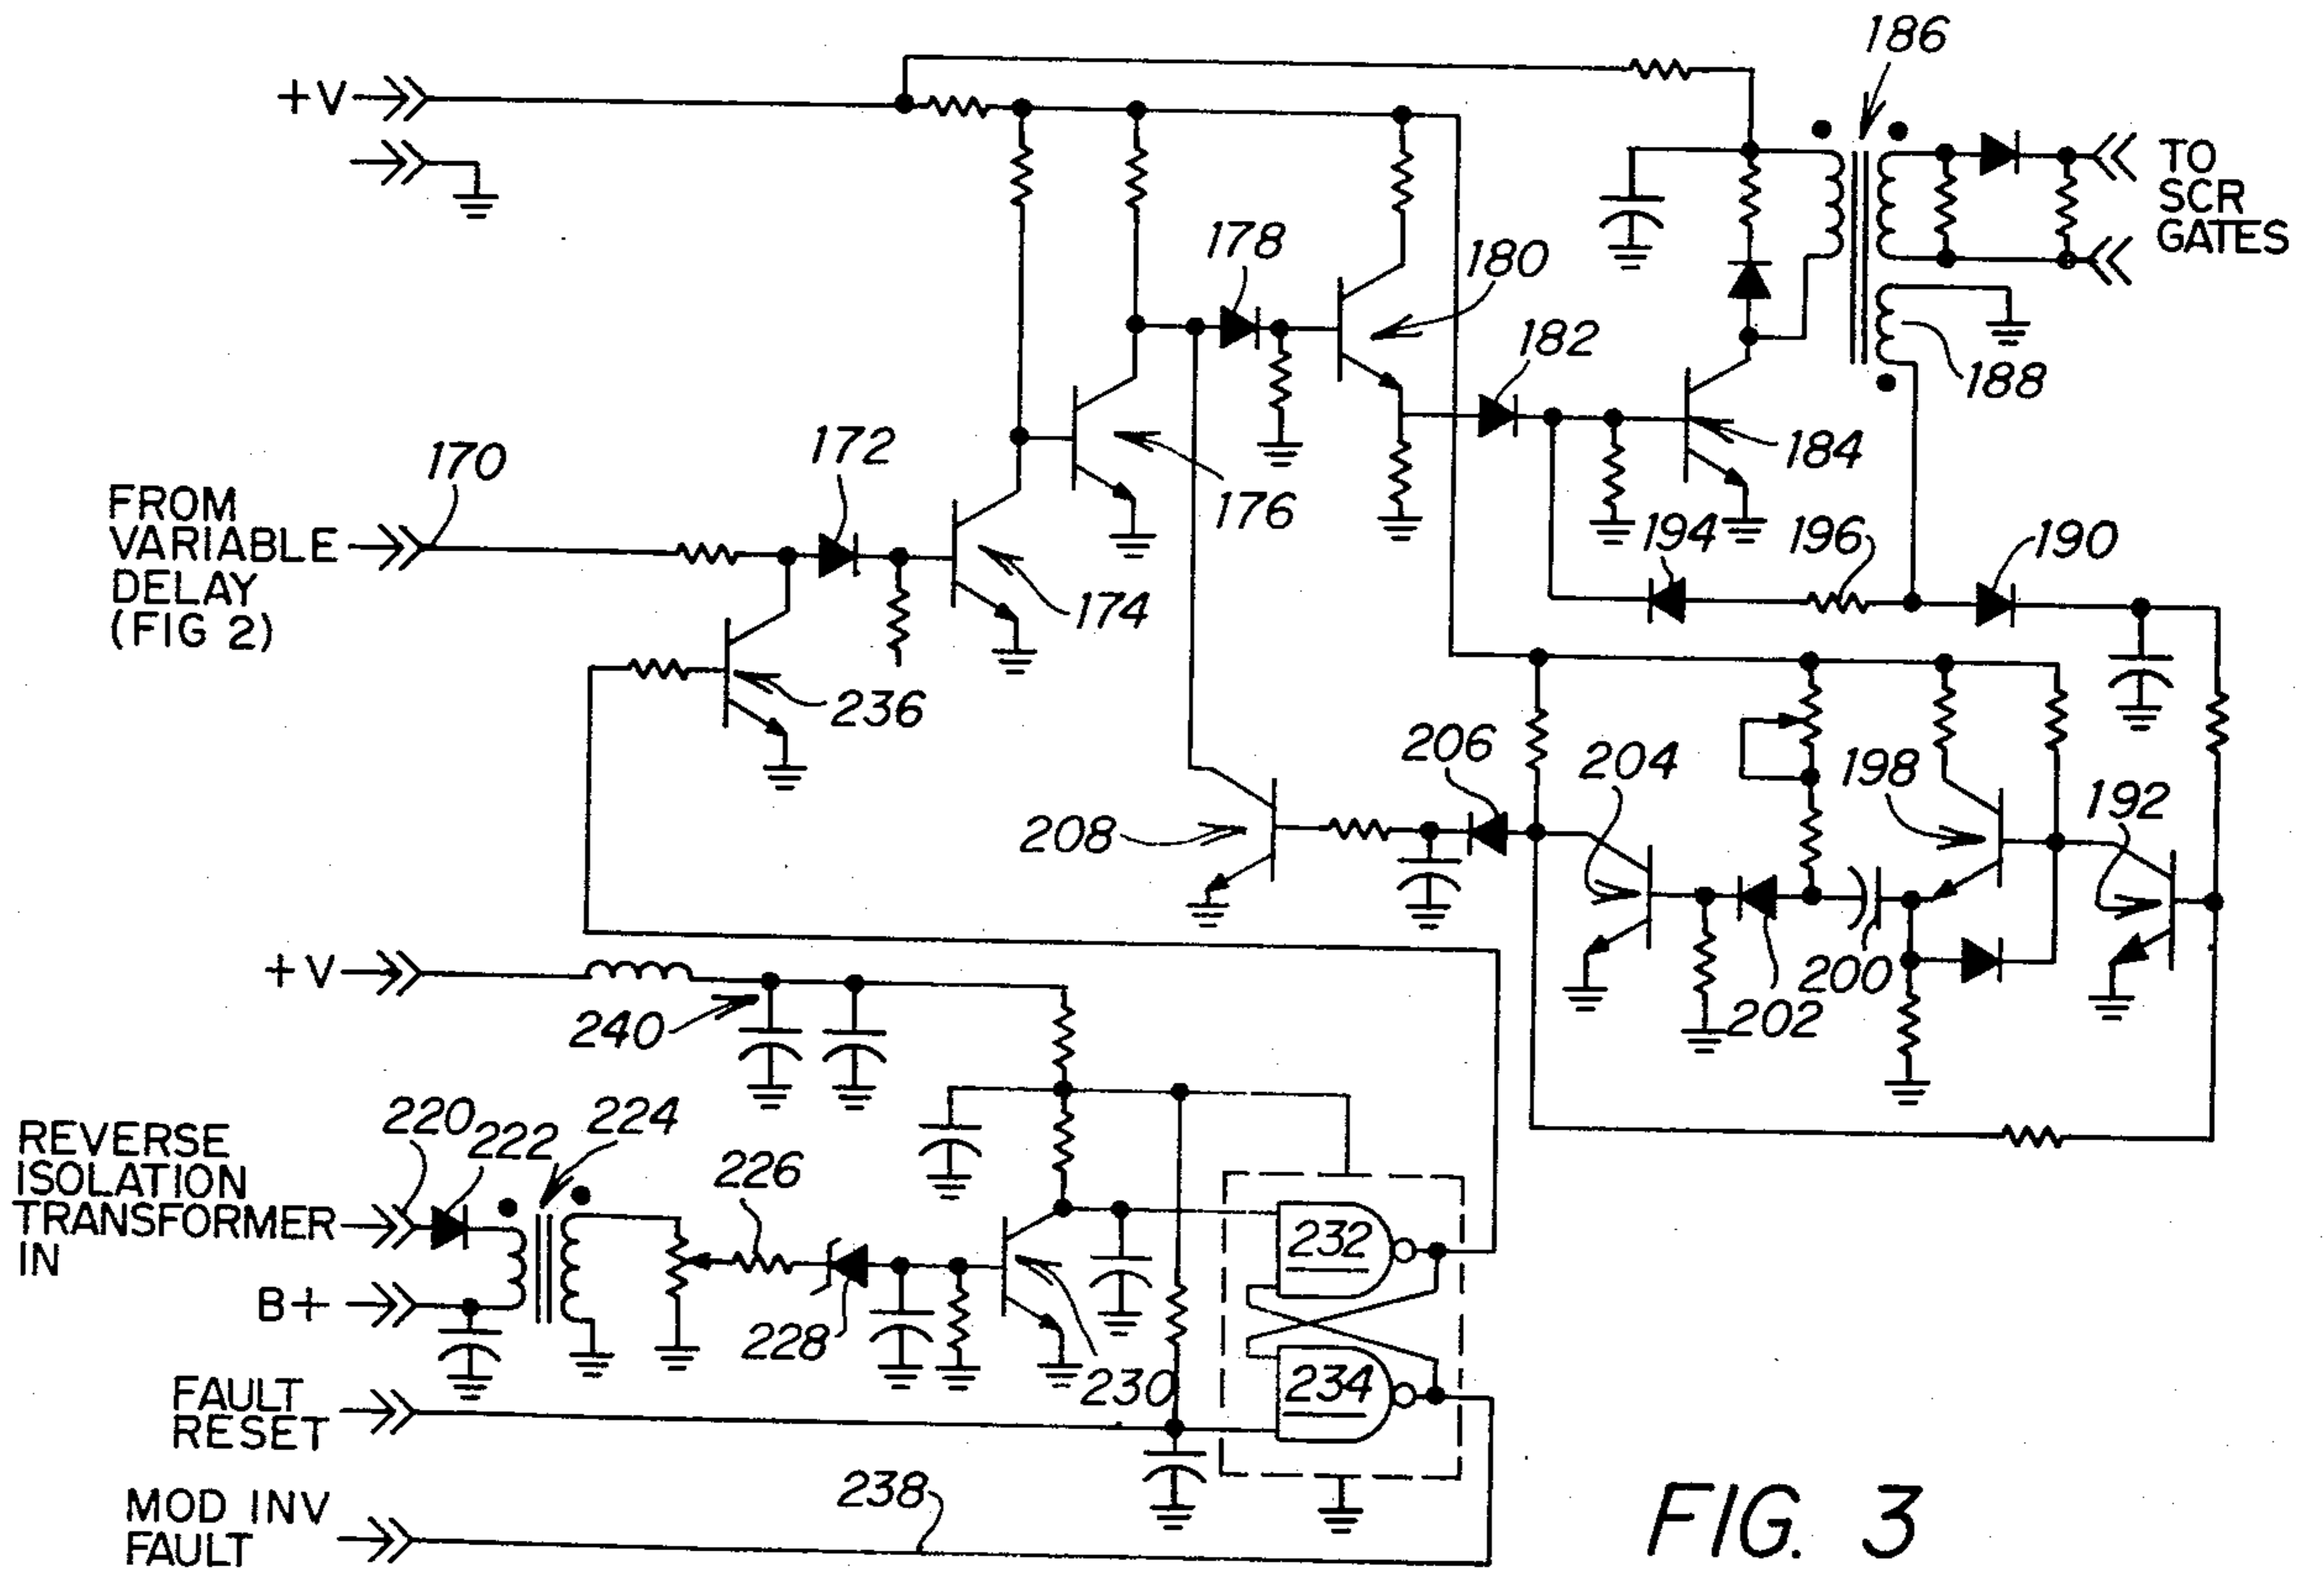 186
+V
TO
SCR
GATES
178
180
182
188
170
172
184
176
FROM
VARIABLE
DELAY
(FIG 2)
194
196
190
174
236
206
204
198
192
208
+V
240
202
200
REVERSE
ISOLATION
TRANSFORMER
IN
220
222
224
226
232
B+
228
230
234
FAULT
RESET
238
MOD INV
FAULT
FIG. 3